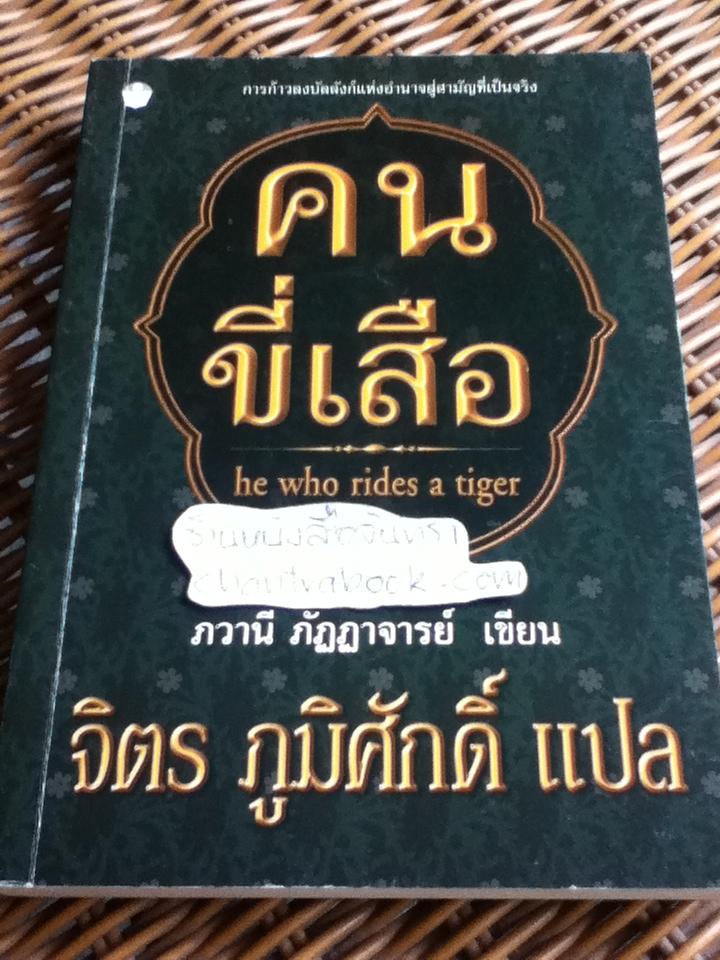 การก้าวลงบัลลังก์แห่งอำนาจสู่สามัญที่เป็นจริง
คน
ขี่เสือ
he who rides a tiger
ร้านหนังสือจันทรา
chantrabook.com
ภวานี ภัฏฏาจารย์ เขียน
จิตร ภูมิศักดิ์ แปล